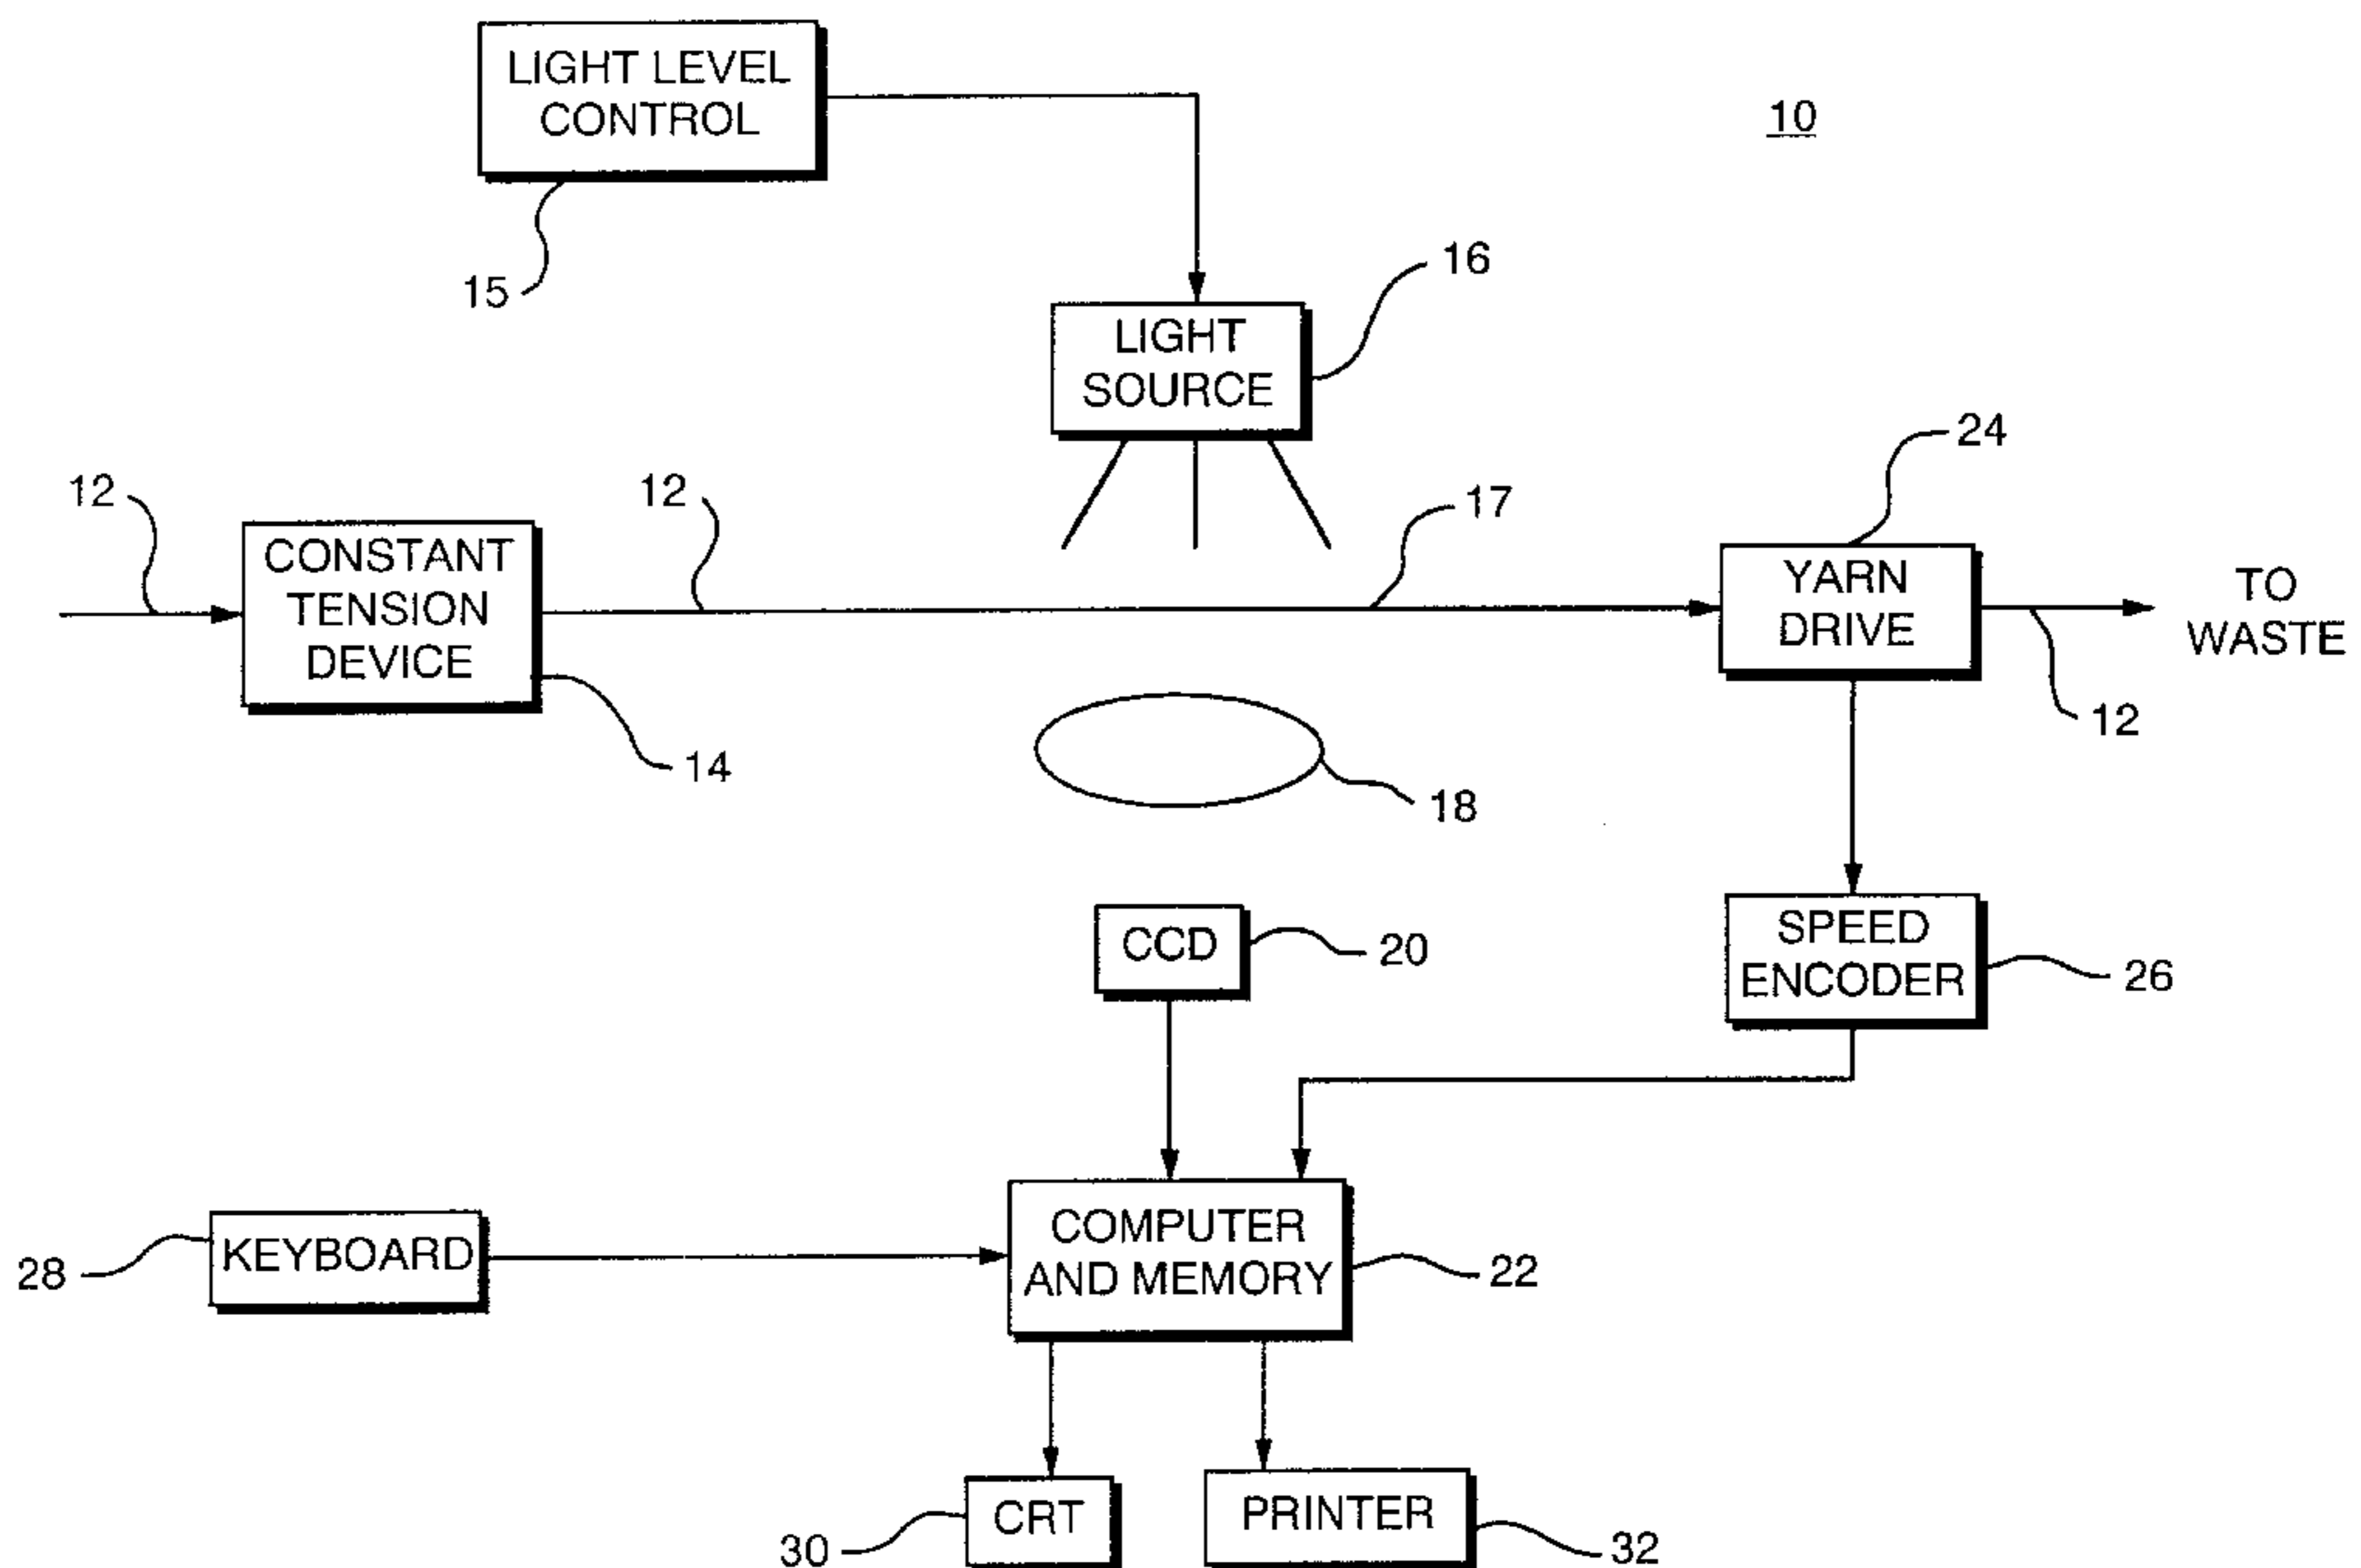 LIGHT LEVEL
CONTROL
10
15
16
LIGHT
SOURCE
24
12
12
17
CONSTANT
TENSION
DEVICE
YARN
DRIVE
TO
WASTE
12
14
18
CCD
20
SPEED
ENCODER
26
KEYBOARD
28
COMPUTER
AND MEMORY
22
CRT
30
PRINTER
32